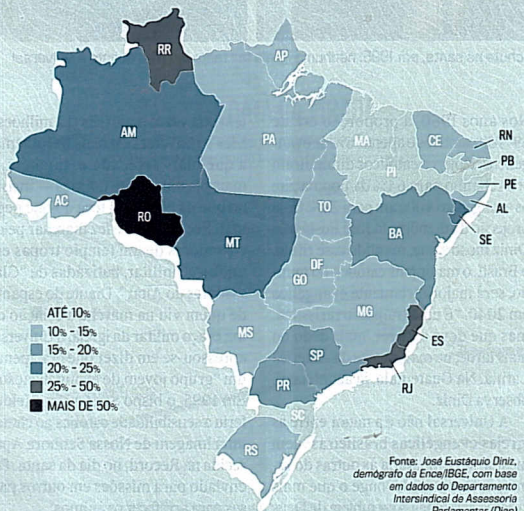 RR
AP
AM
PA
MA
CE
RN
PB
PI
PE
AC
RO
TO
AL
SE
MT
BA
DF
GO
MG
MS
ES
SP
RJ
PR
SC
RS
ATÉ 10%
10% - 15%
15% - 20%
20% - 25%
25% - 50%
MAIS DE 50%
Fonte: José Eustáquio Diniz,
demógrafo da Ence/IBGE, com base
em dados do Departamento
Intersindical de Assessoria
Parlamentar (Diap)